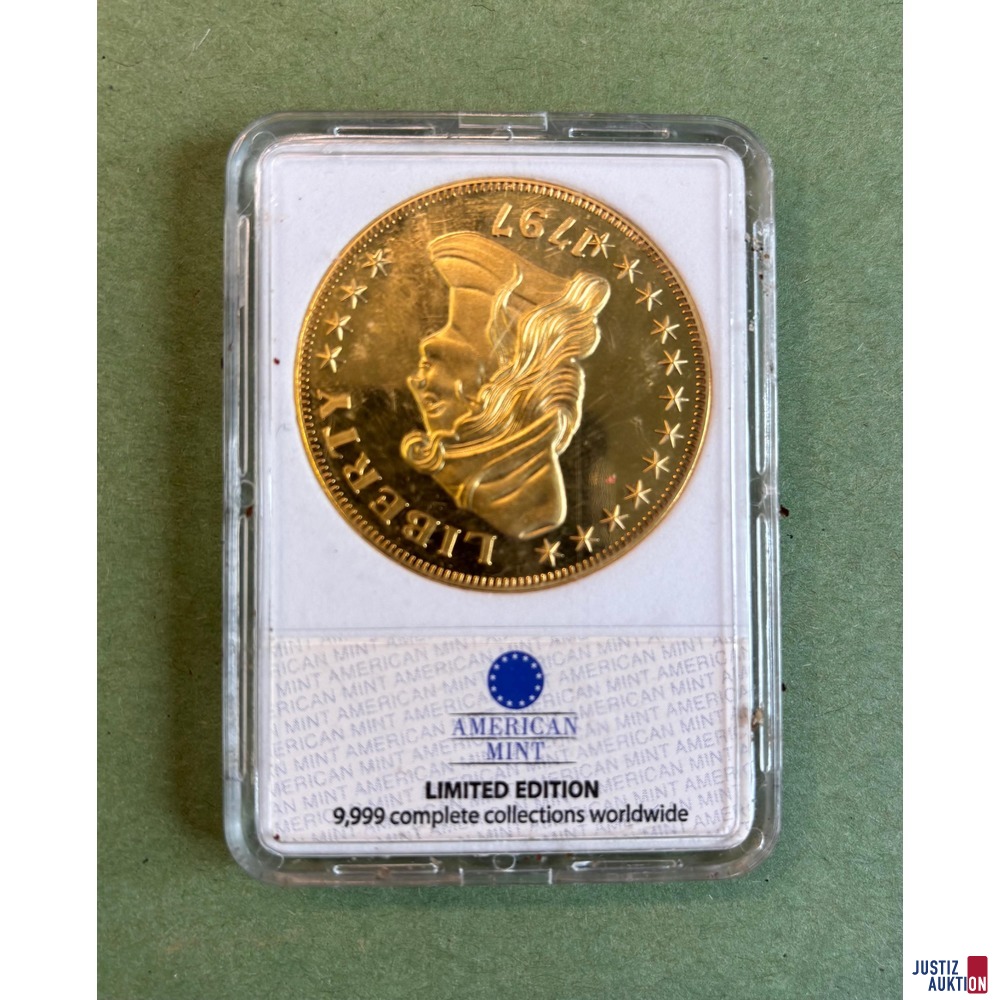 1797
LIBERTY
AMERICAN
MINT
LIMITED EDITION
9,999 complete collections worldwide
JUSTIZ
AUKTION